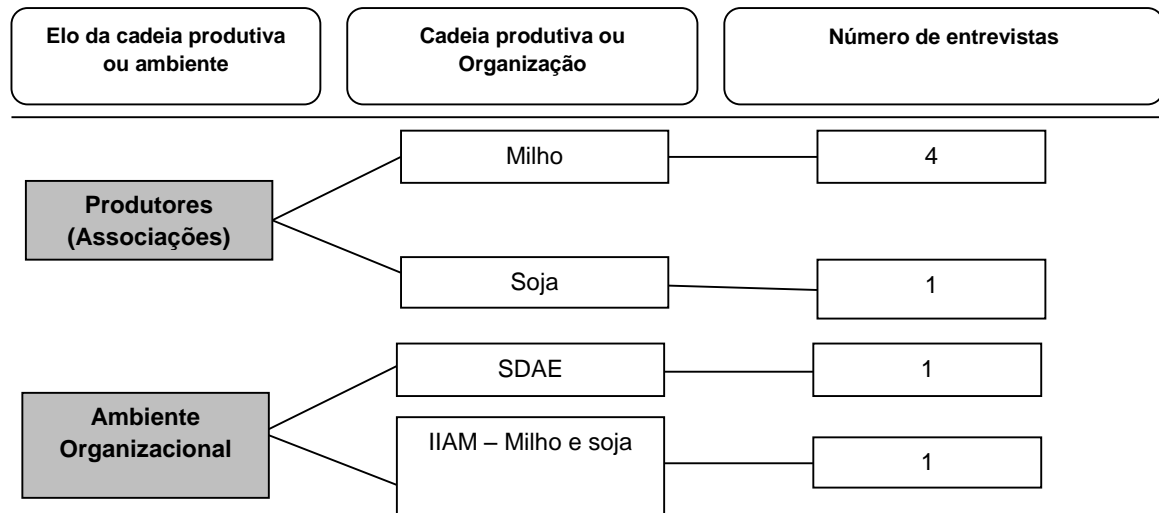 Elo da cadeia produtiva
ou ambiente
Cadeia produtiva ou
Organização
Número de entrevistas
Produtores
(Associações)
Milho
4
Soja
1
Ambiente
Organizacional
SDAE
1
IIAM – Milho e soja
1